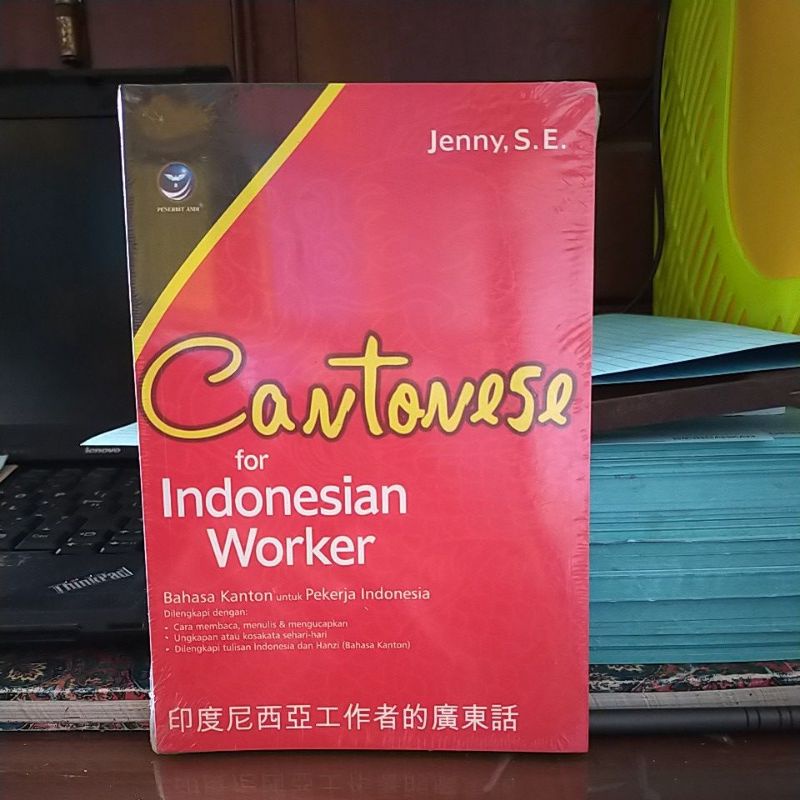 Jenny, S.E.
PENERBIT ANDI
Cantonese
for
Indonesian
Worker
Bahasa Kanton untuk Pekerja Indonesia
Dilengkapi dengan:
• Cara membaca, menulis & mengucapkan
• Ungkapan atau kosakata sehari-hari
• Dilengkapi tulisan Indonesia dan Hanzi (Bahasa Kanton)
印度尼西亞工作者的廣東話
lenovo
ThinkPad